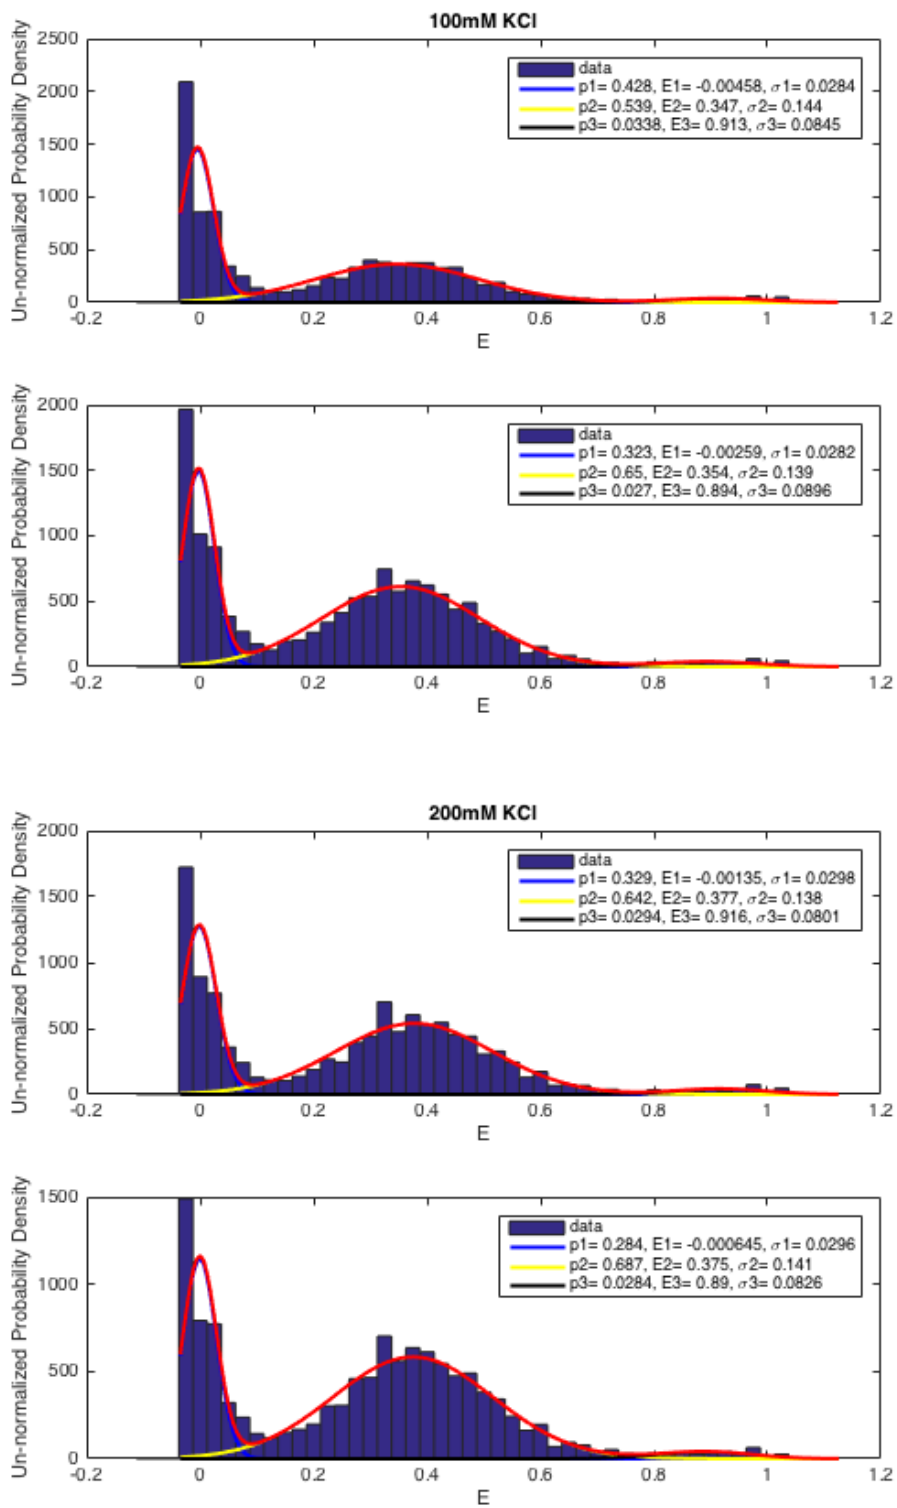 100mM KCl
Un-normalized Probability Density
2500
2000
1500
1000
500
0
data
p1= 0.428, E1= -0.00458, σ1= 0.0284
p2= 0.539, E2= 0.347, σ2= 0.144
p3= 0.0338, E3= 0.913, σ3= 0.0845
-0.2 0 0.2 0.4 0.6 0.8 1 1.2
E
Un-normalized Probability Density
2000
1500
1000
500
0
data
p1= 0.323, E1= -0.00259, σ1= 0.0282
p2= 0.65, E2= 0.354, σ2= 0.139
p3= 0.027, E3= 0.894, σ3= 0.0896
-0.2 0 0.2 0.4 0.6 0.8 1 1.2
E
200mM KCl
Un-normalized Probability Density
2000
1500
1000
500
0
data
p1= 0.329, E1= -0.00135, σ1= 0.0298
p2= 0.642, E2= 0.377, σ2= 0.138
p3= 0.0294, E3= 0.916, σ3= 0.0801
-0.2 0 0.2 0.4 0.6 0.8 1 1.2
E
Un-normalized Probability Density
1500
1000
500
0
data
p1= 0.284, E1= -0.000645, σ1= 0.0296
p2= 0.687, E2= 0.375, σ2= 0.141
p3= 0.0284, E3= 0.89, σ3= 0.0826
-0.2 0 0.2 0.4 0.6 0.8 1 1.2
E